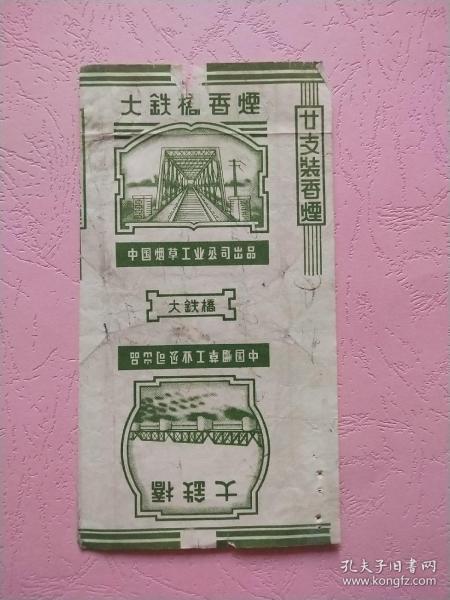 大鉄橋香煙
廿支裝香煙
中国烟草工业公司出品
大鉄橋
中国烟草工业公司出品
大鉄橋
孔夫子旧书网
www.kongfz.com